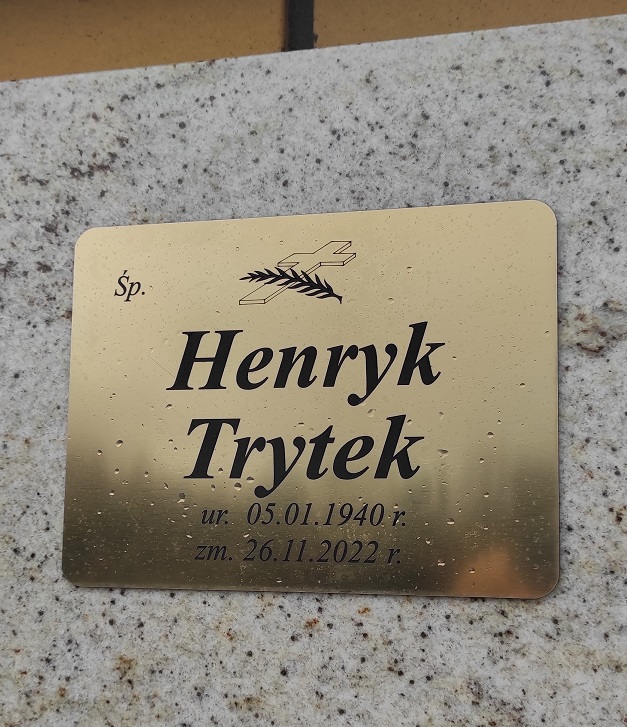 Śp.
Henryk
Trytek
ur. 05.01.1940 r.
zm. 26.11.2022 r.